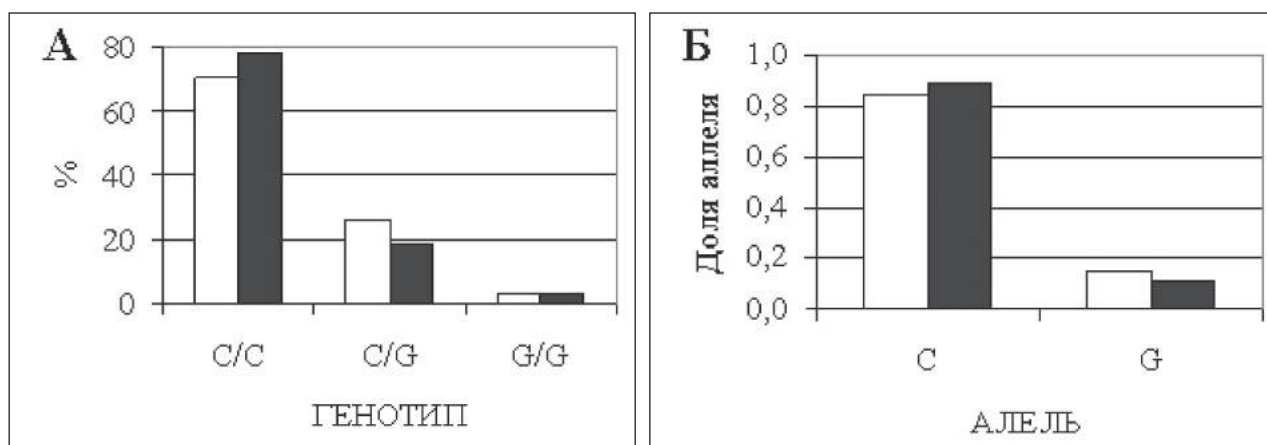 А
80
60
40
20
0
%
C/C C/G G/G
ГЕНОТИП
Б
1,0
0,8
0,6
0,4
0,2
0,0
Доля аллеля
C G
АЛЕЛЬ